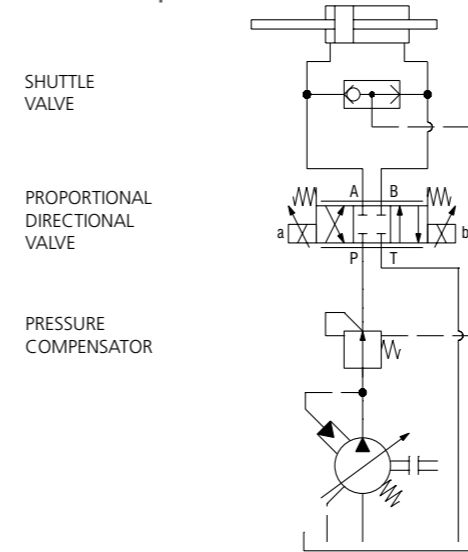 SHUTTLE
VALVE
PROPORTIONAL
DIRECTIONAL
VALVE
A B
a
b
P T
PRESSURE
COMPENSATOR